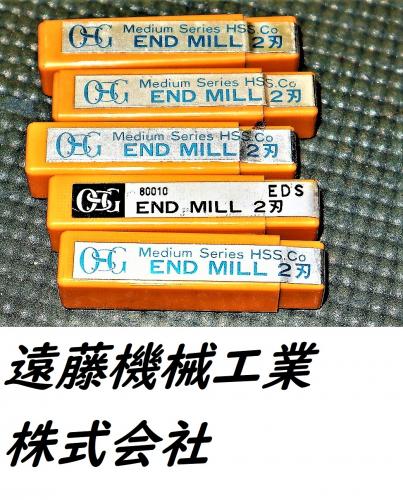 OSG Medium Series HSS.Co
END MILL 2刃
OSG Medium Series HSS.Co
END MILL 2刃
OSG Medium Series HSS.Co
END MILL 2刃
OSG 80010 EDS
END MILL 2刃
OSG Medium Series HSS.Co
END MILL 2刃
遠藤機械工業
株式会社